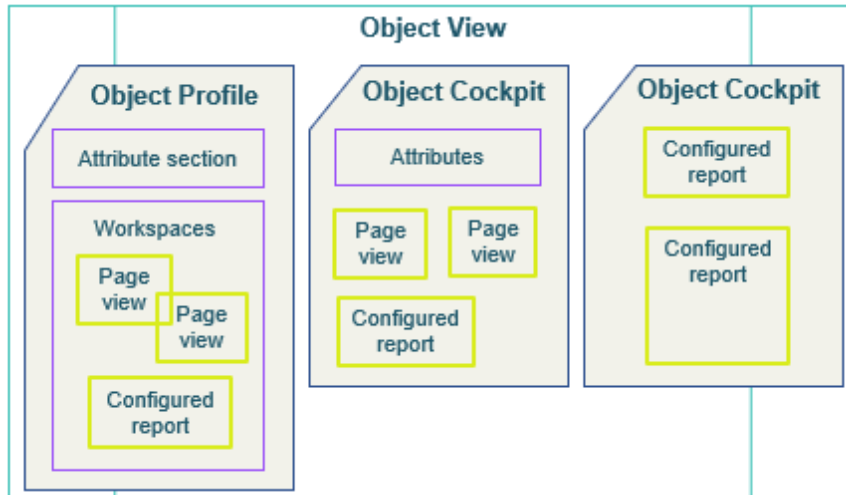 Object View
Object Profile
Attribute section
Workspaces
Page
view
Page
view
Configured
report
Object Cockpit
Attributes
Page
view
Page
view
Configured
report
Object Cockpit
Configured
report
Configured
report